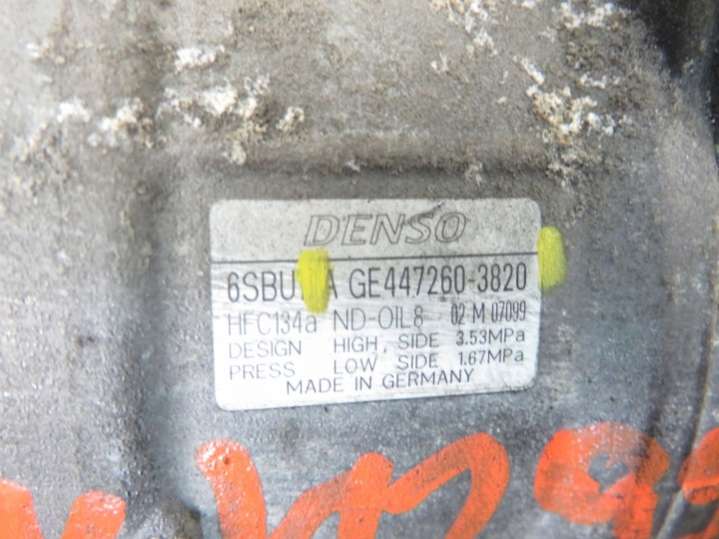 DENSO
GE447260-3820
HFC134a ND-OIL8 02 M 07099
DESIGN HIGH, SIDE 3.53MPa
PRESS LOW SIDE 1.67MPa
MADE IN GERMANY